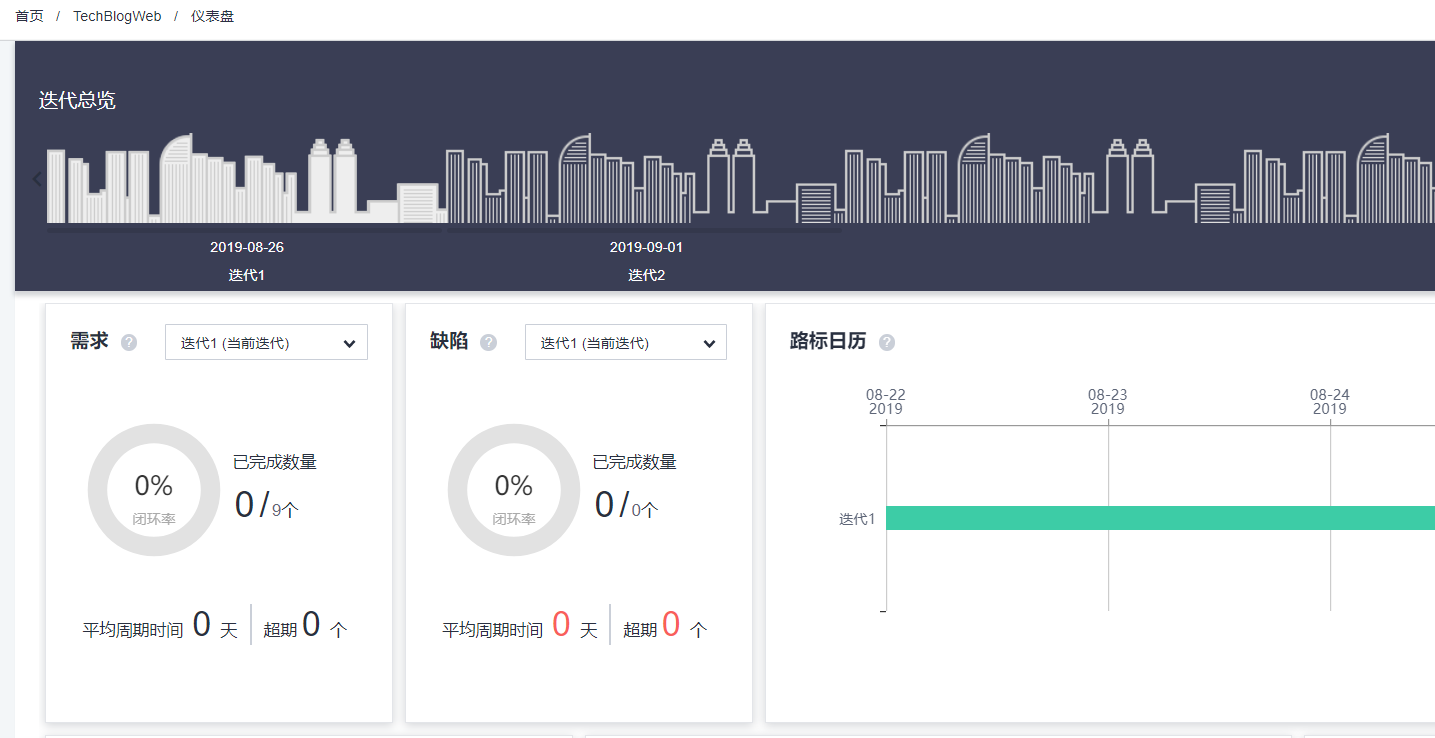 首页 / TechBlogWeb / 仪表盘
迭代总览
2019-08-26
迭代1
2019-09-01
迭代2
需求 ?
迭代1 (当前迭代)
0%
闭环率
已完成数量
0/9个
平均周期时间 0 天
超期 0 个
缺陷 ?
迭代1 (当前迭代)
0%
闭环率
已完成数量
0/0个
平均周期时间 0 天
超期 0 个
路标日历 ?
08-22
2019
08-23
2019
08-24
2019
迭代1